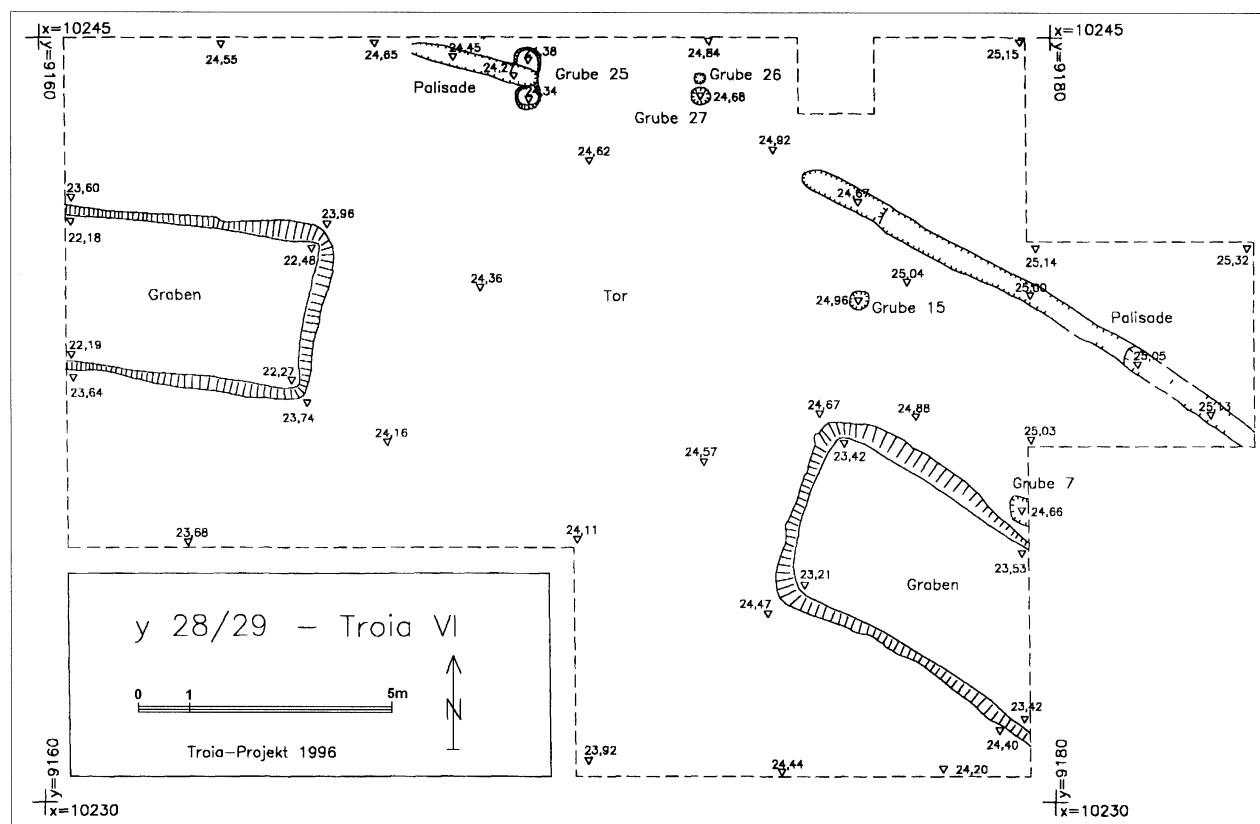 x=10245
y=9160
24,55
24,65
24,45
24,38
24,2
24,34
Palisade
Grube 25
24,84
Grube 26
24,68
Grube 27
25,15
x=10245
y=9180
24,62
24,92
23,60
22,18
23,96
22,48
24,67
25,04
25,14
25,32
25,00
Graben
24,36
Tor
24,96
Grube 15
Palisade
25,05
25,13
22,19
23,64
22,27
23,74
24,16
24,67
24,88
23,42
25,03
24,57
Grube 7
24,66
23,53
23,68
24,11
23,21
Graben
24,47
y 28/29 – Troia VI
0 1 5m
N
Troia–Projekt 1996
23,42
24,40
23,92
24,44
24,20
y=9160
x=10230
y=9180
x=10230